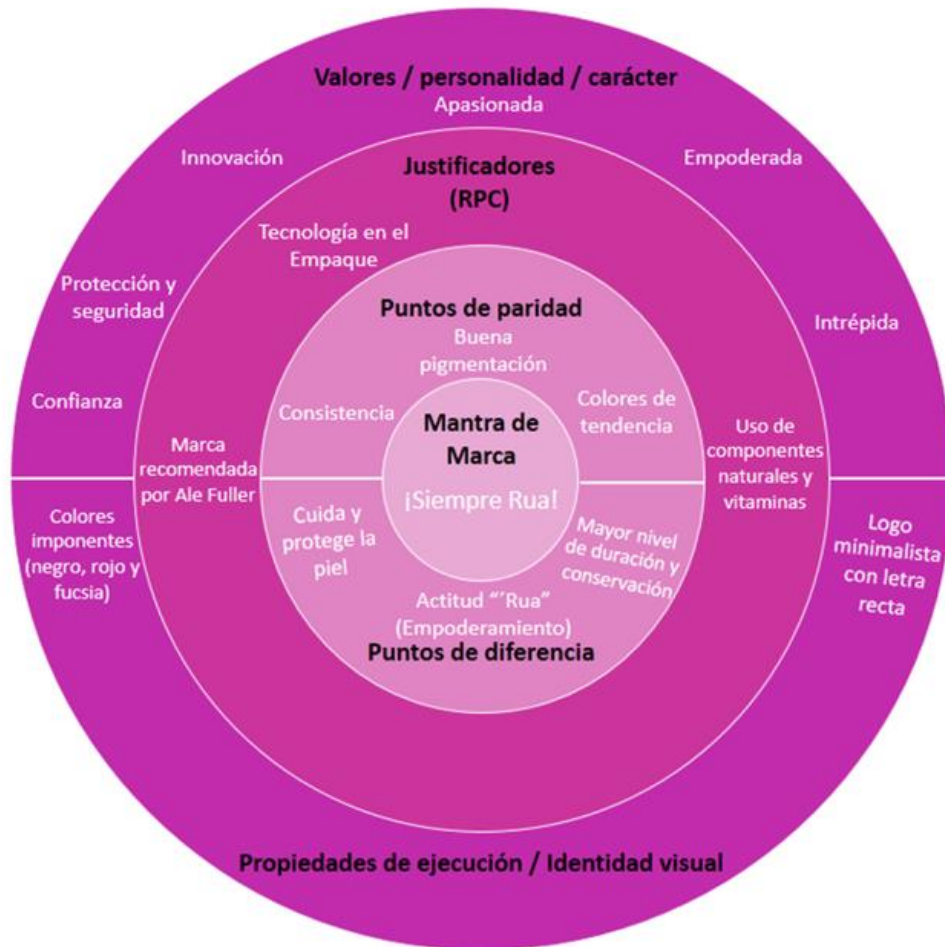 Valores / personalidad / carácter
Apasionada
Innovación
Empoderada
Protección y
seguridad
Intrépida
Confianza
Justificadores
(RPC)
Tecnología en el
Empaque
Marca
recomendada
por Ale Fuller
Uso de
componentes
naturales y
vitaminas
Puntos de paridad
Buena
pigmentación
Consistencia
Colores de
tendencia
Mantra de
Marca
¡Siempre Rua!
Cuida y
protege la
piel
Mayor nivel
de duración y
conservación
Actitud “’Rua”
(Empoderamiento)
Puntos de diferencia
Colores
imponentes
(negro, rojo y
fucsia)
Logo
minimalista
con letra
recta
Propiedades de ejecución / Identidad visual